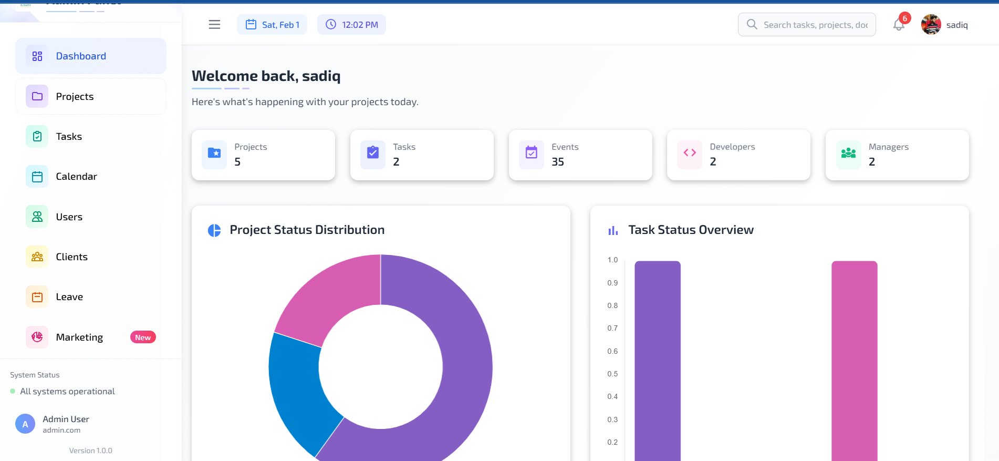 Admin Panel
Dashboard
Projects
Tasks
Calendar
Users
Clients
Leave
Marketing New
System Status
All systems operational
A
Admin User
admin.com
Version 1.0.0
Sat, Feb 1
12:02 PM
Search tasks, projects, doc
6
sadiq
Welcome back, sadiq
Here's what's happening with your projects today.
Projects
5
Tasks
2
Events
35
Developers
2
Managers
2
Project Status Distribution
Task Status Overview
1.0
0.9
0.8
0.7
0.6
0.5
0.4
0.3
0.2